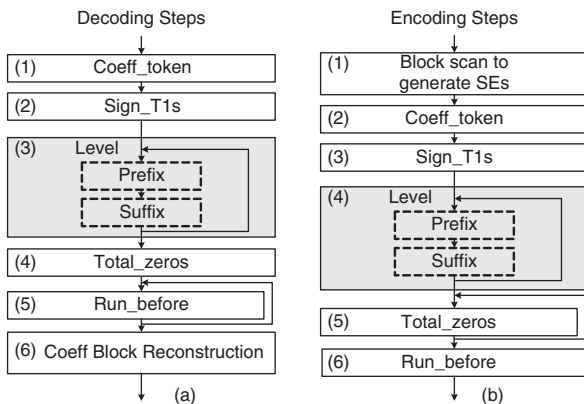 Decoding Steps
(1) Coeff_token
(2) Sign_T1s
(3) Level
Prefix
Suffix
(4) Total_zeros
(5) Run_before
(6) Coeff Block Reconstruction
(a)
Encoding Steps
(1) Block scan to
generate SEs
(2) Coeff_token
(3) Sign_T1s
(4) Level
Prefix
Suffix
(5) Total_zeros
(6) Run_before
(b)